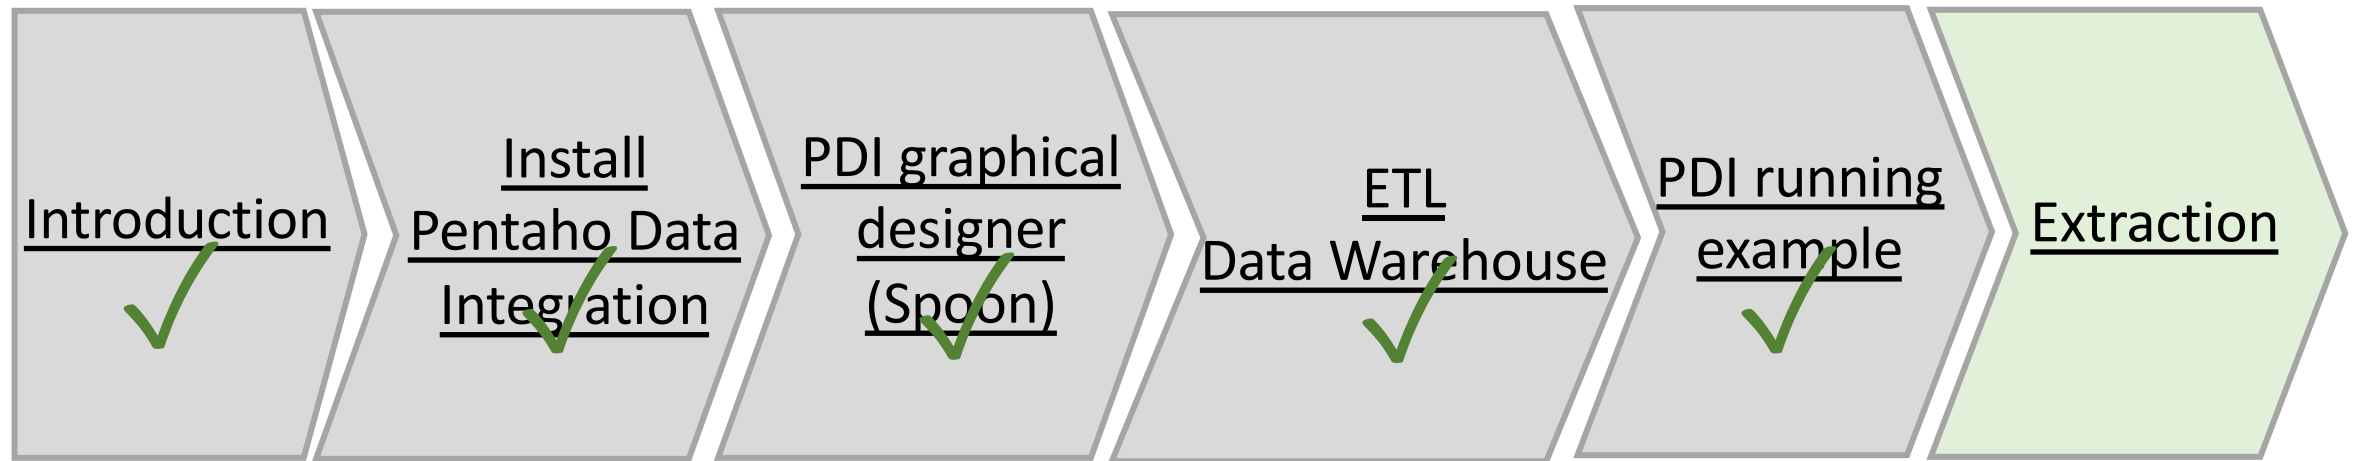 Introduction
Install
Pentaho Data
Integration
PDI graphical
designer
(Spoon)
ETL
Data Warehouse
PDI running
example
Extraction